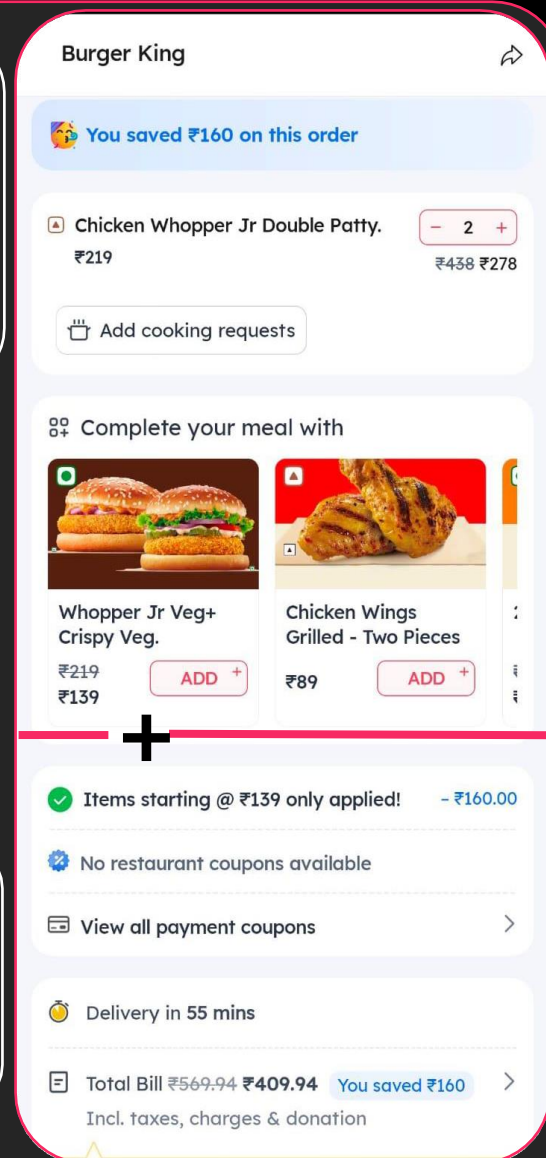 Burger King
You saved ₹160 on this order
Chicken Whopper Jr Double Patty.
− 2 +
₹219
₹438 ₹278
Add cooking requests
Complete your meal with
Whopper Jr Veg+
Crispy Veg.
₹219
₹139
ADD +
Chicken Wings
Grilled - Two Pieces
₹89
ADD +
+
Items starting @ ₹139 only applied!
- ₹160.00
No restaurant coupons available
View all payment coupons
Delivery in 55 mins
Total Bill ₹569.94 ₹409.94 You saved ₹160
Incl. taxes, charges & donation